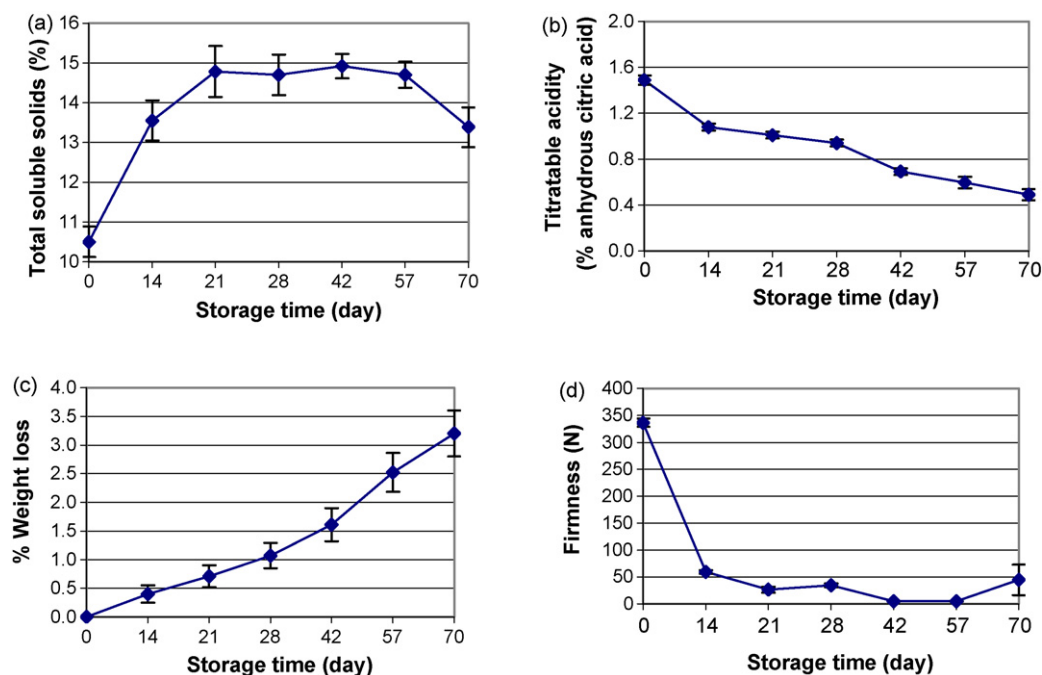 (a)
Total soluble solids (%)
16
15
14
13
12
11
10
0 14 21 28 42 57 70
Storage time (day)
(b)
Titratable acidity
(% anhydrous citric acid)
2.0
1.6
1.2
0.8
0.4
0.0
0 14 21 28 42 57 70
Storage time (day)
(c)
% Weight loss
4.0
3.5
3.0
2.5
2.0
1.5
1.0
0.5
0.0
0 14 21 28 42 57 70
Storage time (day)
(d)
Firmness (N)
400
350
300
250
200
150
100
50
0
0 14 21 28 42 57 70
Storage time (day)